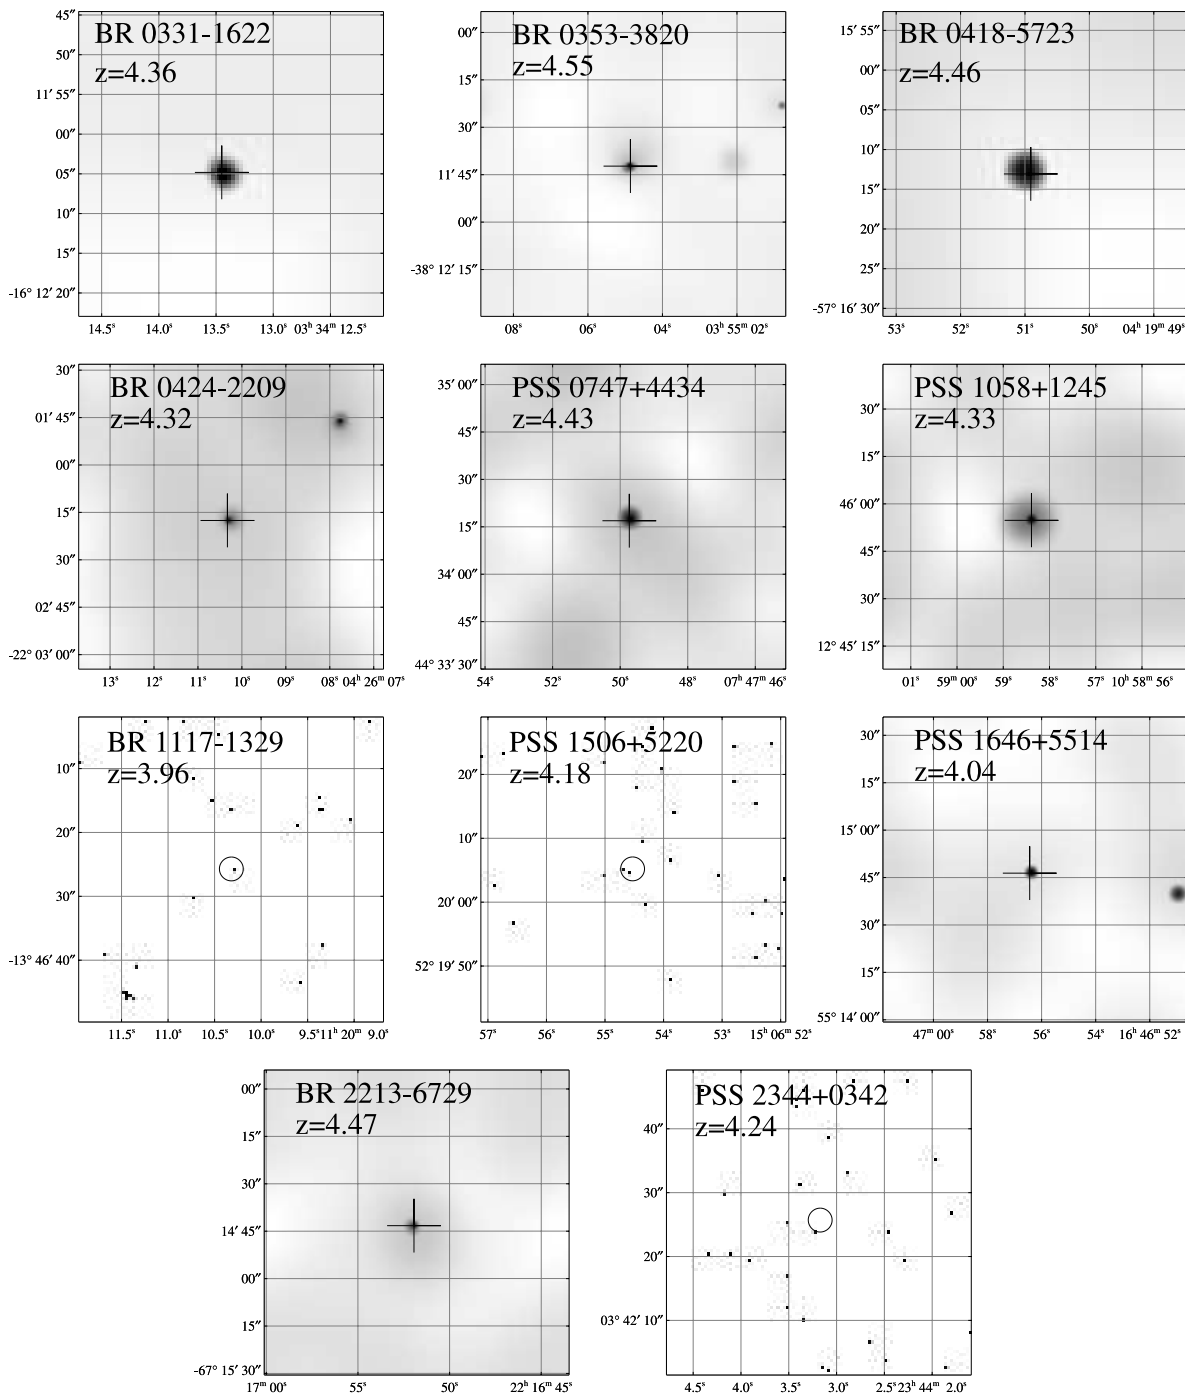 BR 0331-1622
z=4.36
45″
50″
11′ 55″
00″
05″
10″
15″
-16° 12′ 20″
14.5ˢ 14.0ˢ 13.5ˢ 13.0ˢ 03ʰ 34ᵐ 12.5ˢ
BR 0353-3820
z=4.55
00″
15″
30″
11′ 45″
00″
-38° 12′ 15″
08ˢ 06ˢ 04ˢ 03ʰ 55ᵐ 02ˢ
BR 0418-5723
z=4.46
15′ 55″
00″
05″
10″
15″
20″
25″
-57° 16′ 30″
53ˢ 52ˢ 51ˢ 50ˢ 04ʰ 19ᵐ 49ˢ
BR 0424-2209
z=4.32
30″
01′ 45″
00″
15″
30″
02′ 45″
-22° 03′ 00″
13ˢ 12ˢ 11ˢ 10ˢ 09ˢ 08ˢ 04ʰ 26ᵐ 07ˢ
PSS 0747+4434
z=4.43
35′ 00″
45″
30″
15″
34′ 00″
45″
44° 33′ 30″
54ˢ 52ˢ 50ˢ 48ˢ 07ʰ 47ᵐ 46ˢ
PSS 1058+1245
z=4.33
30″
15″
46′ 00″
45″
30″
12° 45′ 15″
01ˢ 59ᵐ 00ˢ 59ˢ 58ˢ 57ˢ 10ʰ 58ᵐ 56ˢ
BR 1117-1329
z=3.96
10″
20″
30″
-13° 46′ 40″
11.5ˢ 11.0ˢ 10.5ˢ 10.0ˢ 9.5ˢ 11ʰ 20ᵐ 9.0ˢ
PSS 1506+5220
z=4.18
20″
10″
20′ 00″
52° 19′ 50″
57ˢ 56ˢ 55ˢ 54ˢ 53ˢ 15ʰ 06ᵐ 52ˢ
PSS 1646+5514
z=4.04
30″
15′ 00″
45″
30″
15″
55° 14′ 00″
47ᵐ 00ˢ 58ˢ 56ˢ 54ˢ 16ʰ 46ᵐ 52ˢ
BR 2213-6729
z=4.47
00″
15″
30″
14′ 45″
00″
15″
-67° 15′ 30″
17ᵐ 00ˢ 55ˢ 50ˢ 22ʰ 16ᵐ 45ˢ
PSS 2344+0342
z=4.24
40″
30″
20″
03° 42′ 10″
4.5ˢ 4.0ˢ 3.5ˢ 3.0ˢ 2.5ˢ 23ʰ 44ᵐ 2.0ˢ